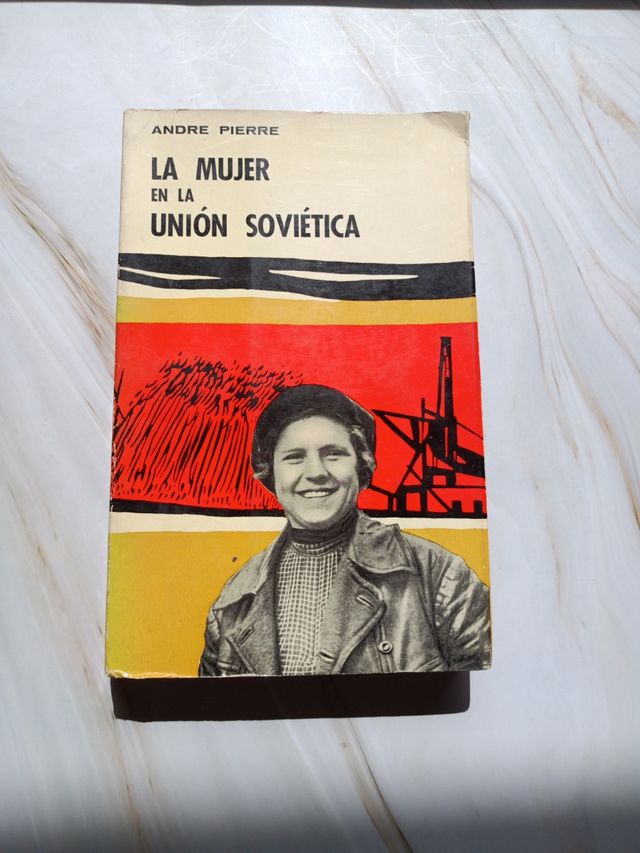 ANDRE PIERRE
LA MUJER
EN LA
UNIÓN SOVIÉTICA